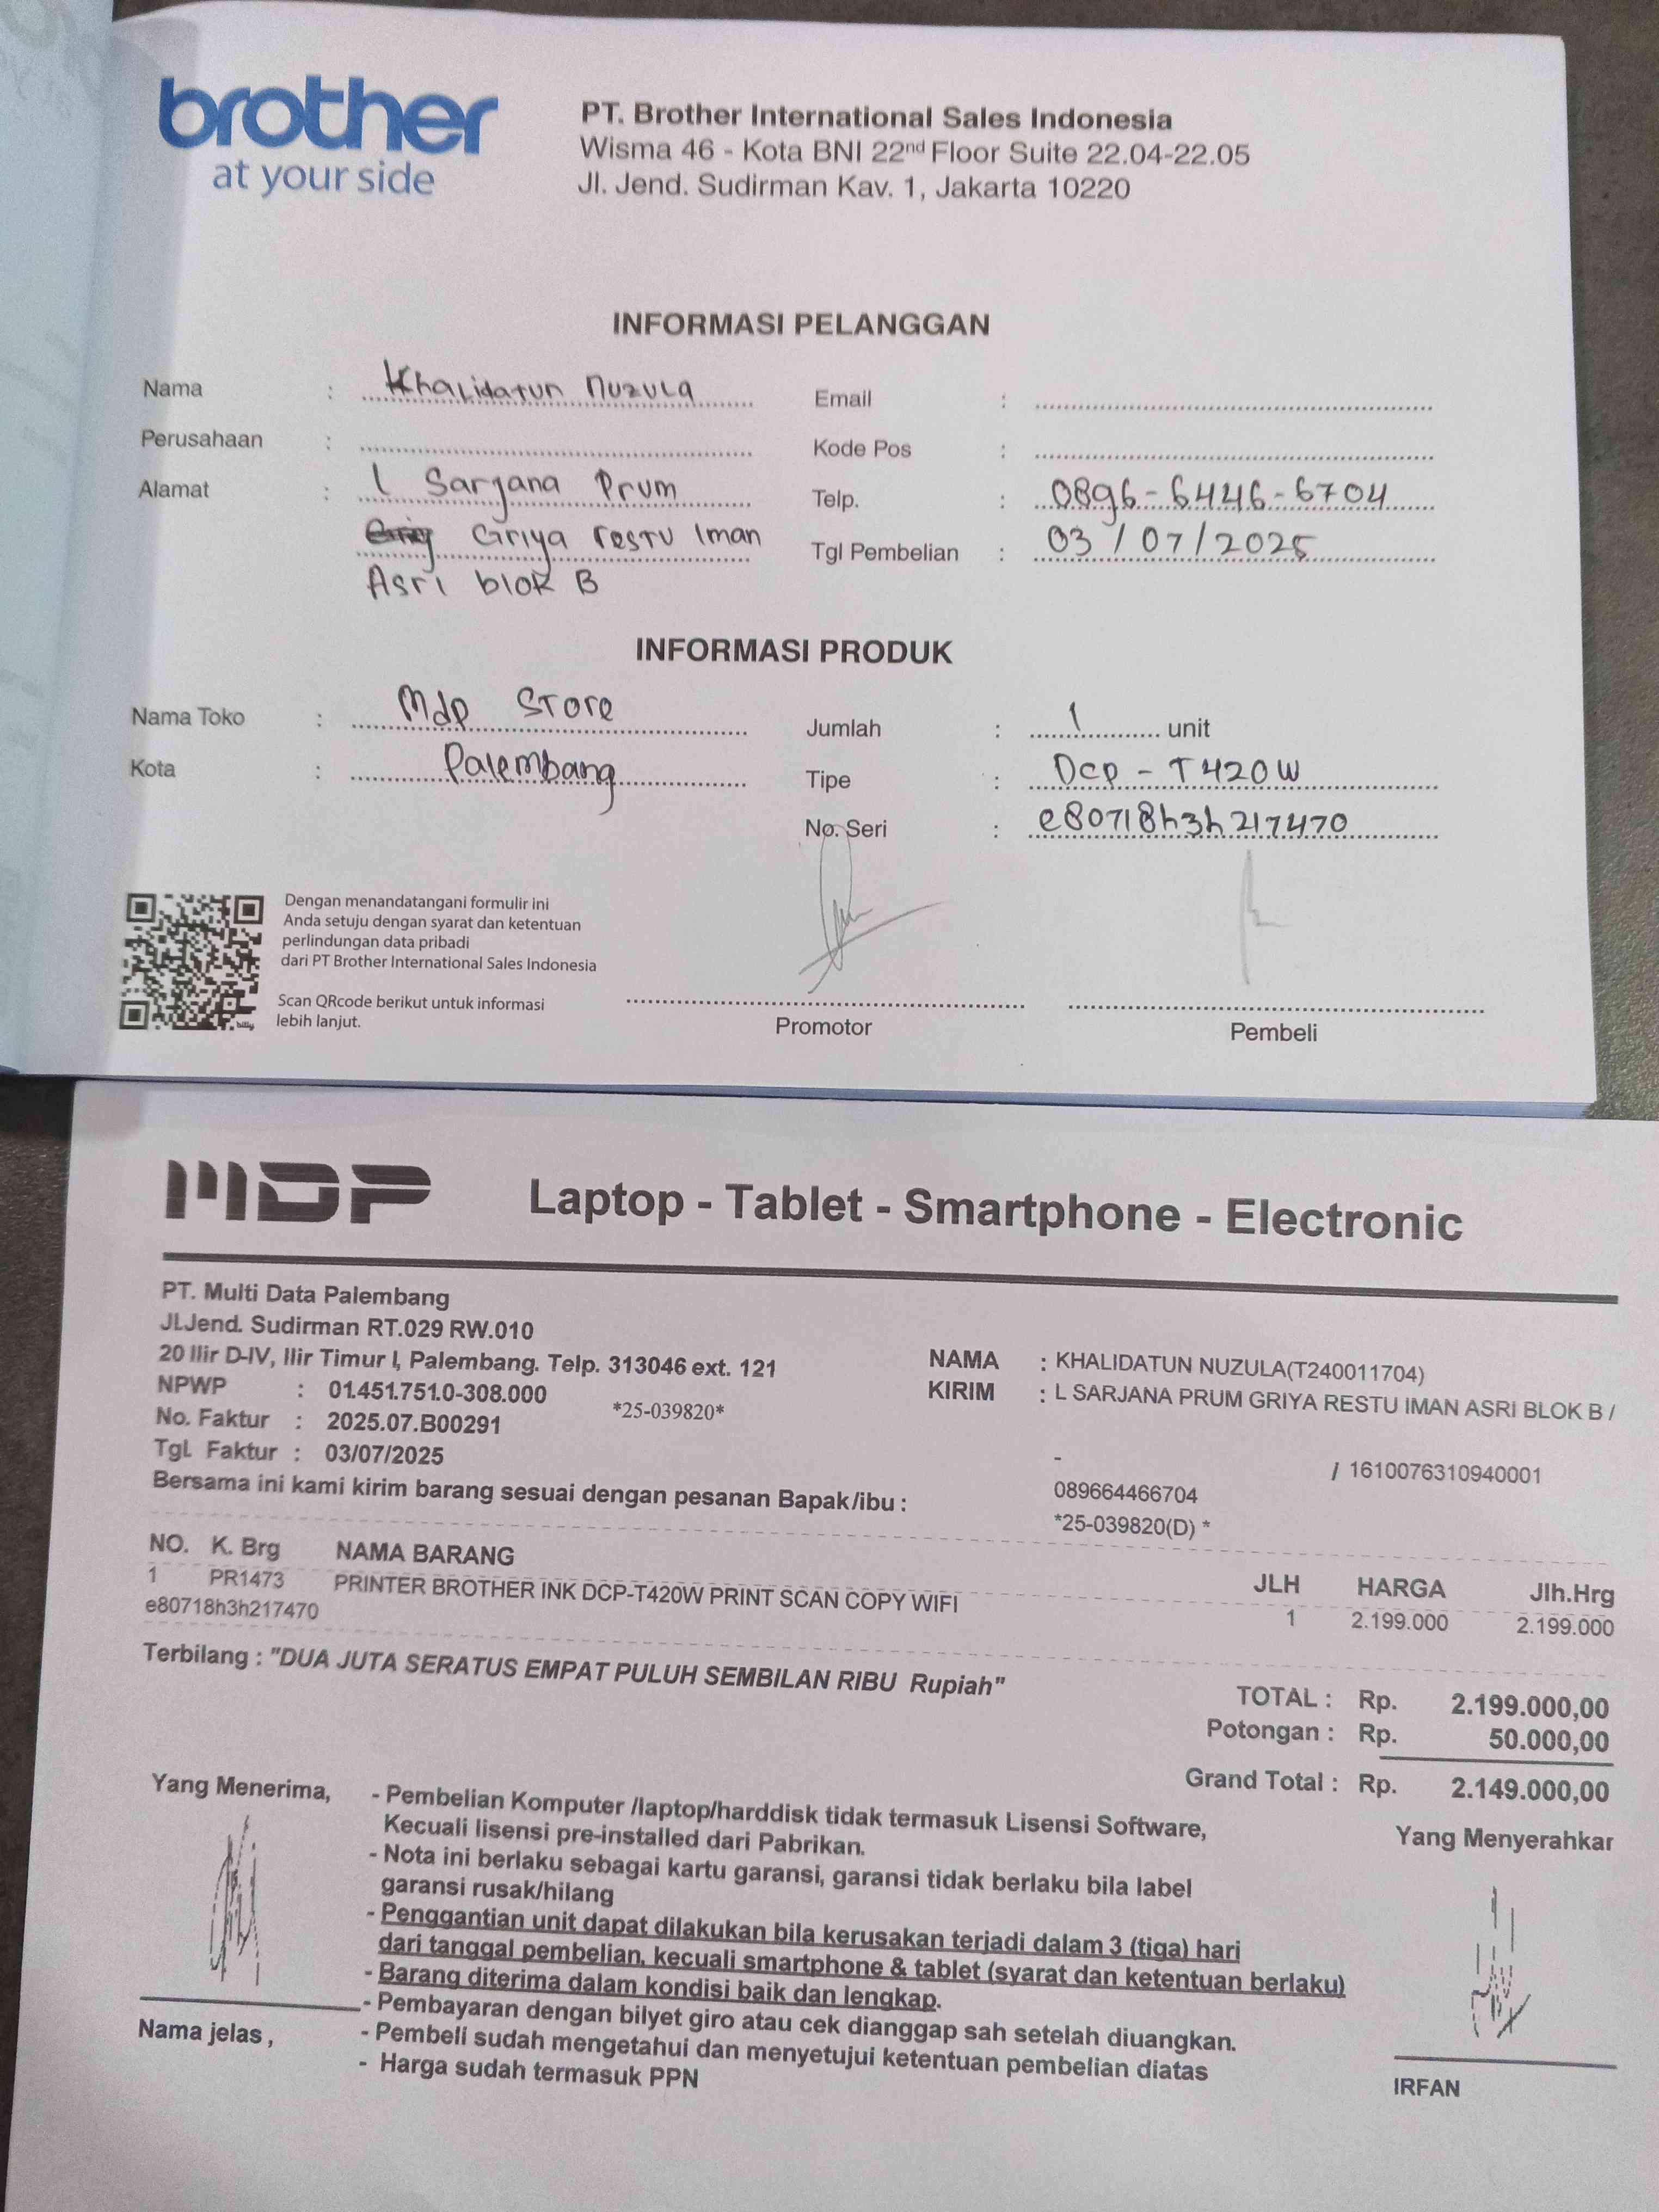 brother
at your side
PT. Brother International Sales Indonesia
Wisma 46 - Kota BNI 22nd Floor Suite 22.04-22.05
Jl. Jend. Sudirman Kav. 1, Jakarta 10220
INFORMASI PELANGGAN
Nama : Khalidatun Nuzula
Email :
Perusahaan :
Kode Pos :
Alamat : L Sarjana Prum
Telp. : 0896-6446-6704
Griya restu Iman
Tgl Pembelian : 03/07/2025
Asri blok B
INFORMASI PRODUK
Nama Toko : Mdp Store
Jumlah : 1 unit
Kota : Palembang
Tipe : Dcp - T420W
No. Seri : e80718h3h217470
Dengan menandatangani formulir ini
Anda setuju dengan syarat dan ketentuan
perlindungan data pribadi
dari PT Brother International Sales Indonesia
Scan QRcode berikut untuk informasi
lebih lanjut.
Promotor
Pembeli
MDP
Laptop - Tablet - Smartphone - Electronic
PT. Multi Data Palembang
Jl.Jend. Sudirman RT.029 RW.010
20 Ilir D-IV, Ilir Timur I, Palembang. Telp. 313046 ext. 121
NPWP : 01.451.751.0-308.000
No. Faktur : 2025.07.B00291
*25-039820*
Tgl. Faktur : 03/07/2025
NAMA : KHALIDATUN NUZULA(T240011704)
KIRIM : L SARJANA PRUM GRIYA RESTU IMAN ASRI BLOK B /
-
/ 1610076310940001
089664466704
*25-039820(D) *
Bersama ini kami kirim barang sesuai dengan pesanan Bapak/ibu :
NO. K. Brg NAMA BARANG JLH HARGA Jlh.Hrg
1 PR1473 PRINTER BROTHER INK DCP-T420W PRINT SCAN COPY WIFI 1 2.199.000 2.199.000
e80718h3h217470
Terbilang : "DUA JUTA SERATUS EMPAT PULUH SEMBILAN RIBU Rupiah"
TOTAL : Rp. 2.199.000,00
Potongan : Rp. 50.000,00
Grand Total : Rp. 2.149.000,00
Yang Menerima,
- Pembelian Komputer /laptop/harddisk tidak termasuk Lisensi Software,
Kecuali lisensi pre-installed dari Pabrikan.
- Nota ini berlaku sebagai kartu garansi, garansi tidak berlaku bila label
garansi rusak/hilang
- Penggantian unit dapat dilakukan bila kerusakan terjadi dalam 3 (tiga) hari
dari tanggal pembelian, kecuali smartphone & tablet (syarat dan ketentuan berlaku)
- Barang diterima dalam kondisi baik dan lengkap.
- Pembayaran dengan bilyet giro atau cek dianggap sah setelah diuangkan.
- Pembeli sudah mengetahui dan menyetujui ketentuan pembelian diatas
- Harga sudah termasuk PPN
Yang Menyerahkar
Nama jelas ,
IRFAN